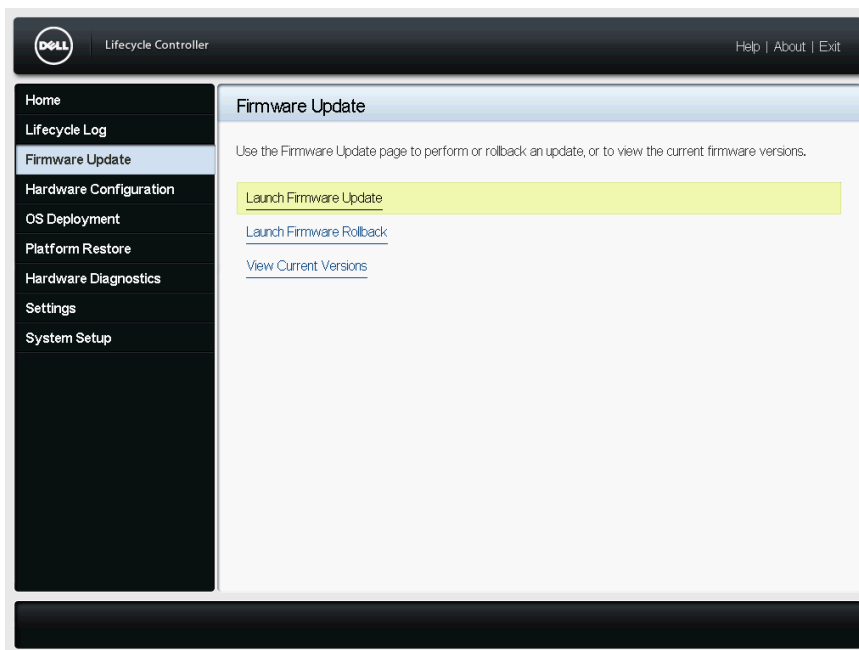 DELL
Lifecycle Controller
Help | About | Exit
Home
Lifecycle Log
Firmware Update
Hardware Configuration
OS Deployment
Platform Restore
Hardware Diagnostics
Settings
System Setup
Firmware Update
Use the Firmware Update page to perform or rollback an update, or to view the current firmware versions.
Launch Firmware Update
Launch Firmware Rollback
View Current Versions